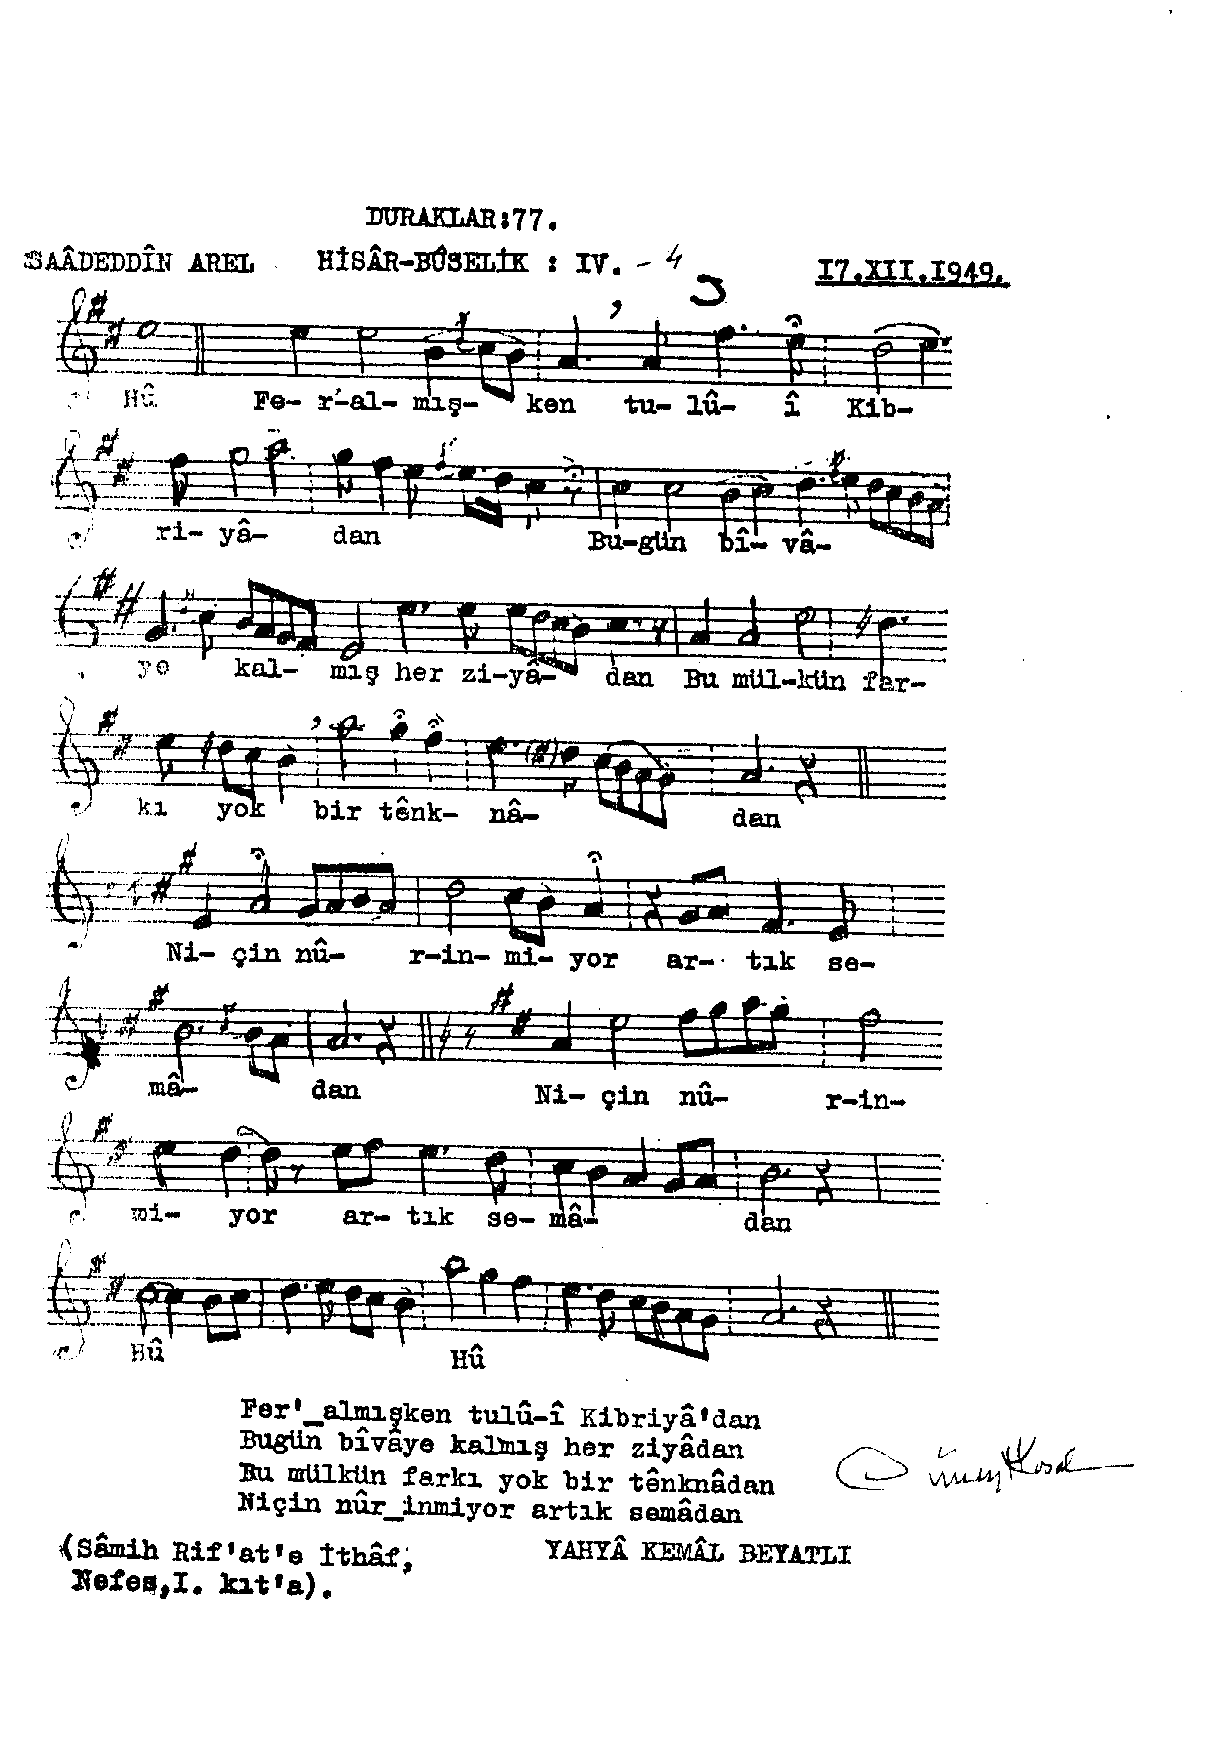 DURAKLAR:77.
SAÂDEDDÎN AREL HİSÂR-BÛSELİK : IV. - 4 17.XII.1949.
Hû Fe- r'-al- mış- ken tu- lû- î Kib-
ri- yâ- dan Bu-gün bî- vâ-
ye kal- mış her zi-yâ- dan Bu mül-kün far-
kı yok bir tênk- nâ- dan
Ni- çin nû- r-in- mi- yor ar- tık se-
mâ- dan Ni- çin nû- r-in-
mi- yor ar- tık se- mâ- dan
Hû Hû
Fer'_almışken tulû-î Kibriyâ'dan
Bugün bîvâye kalmış her ziyâdan
Bu mülkün farkı yok bir tênknâdan
Niçin nûr_inmiyor artık semâdan
(Sâmih Rif'at'e İthâf, YAHYÂ KEMÂL BEYATLI
Nefes,I. kıt'a).